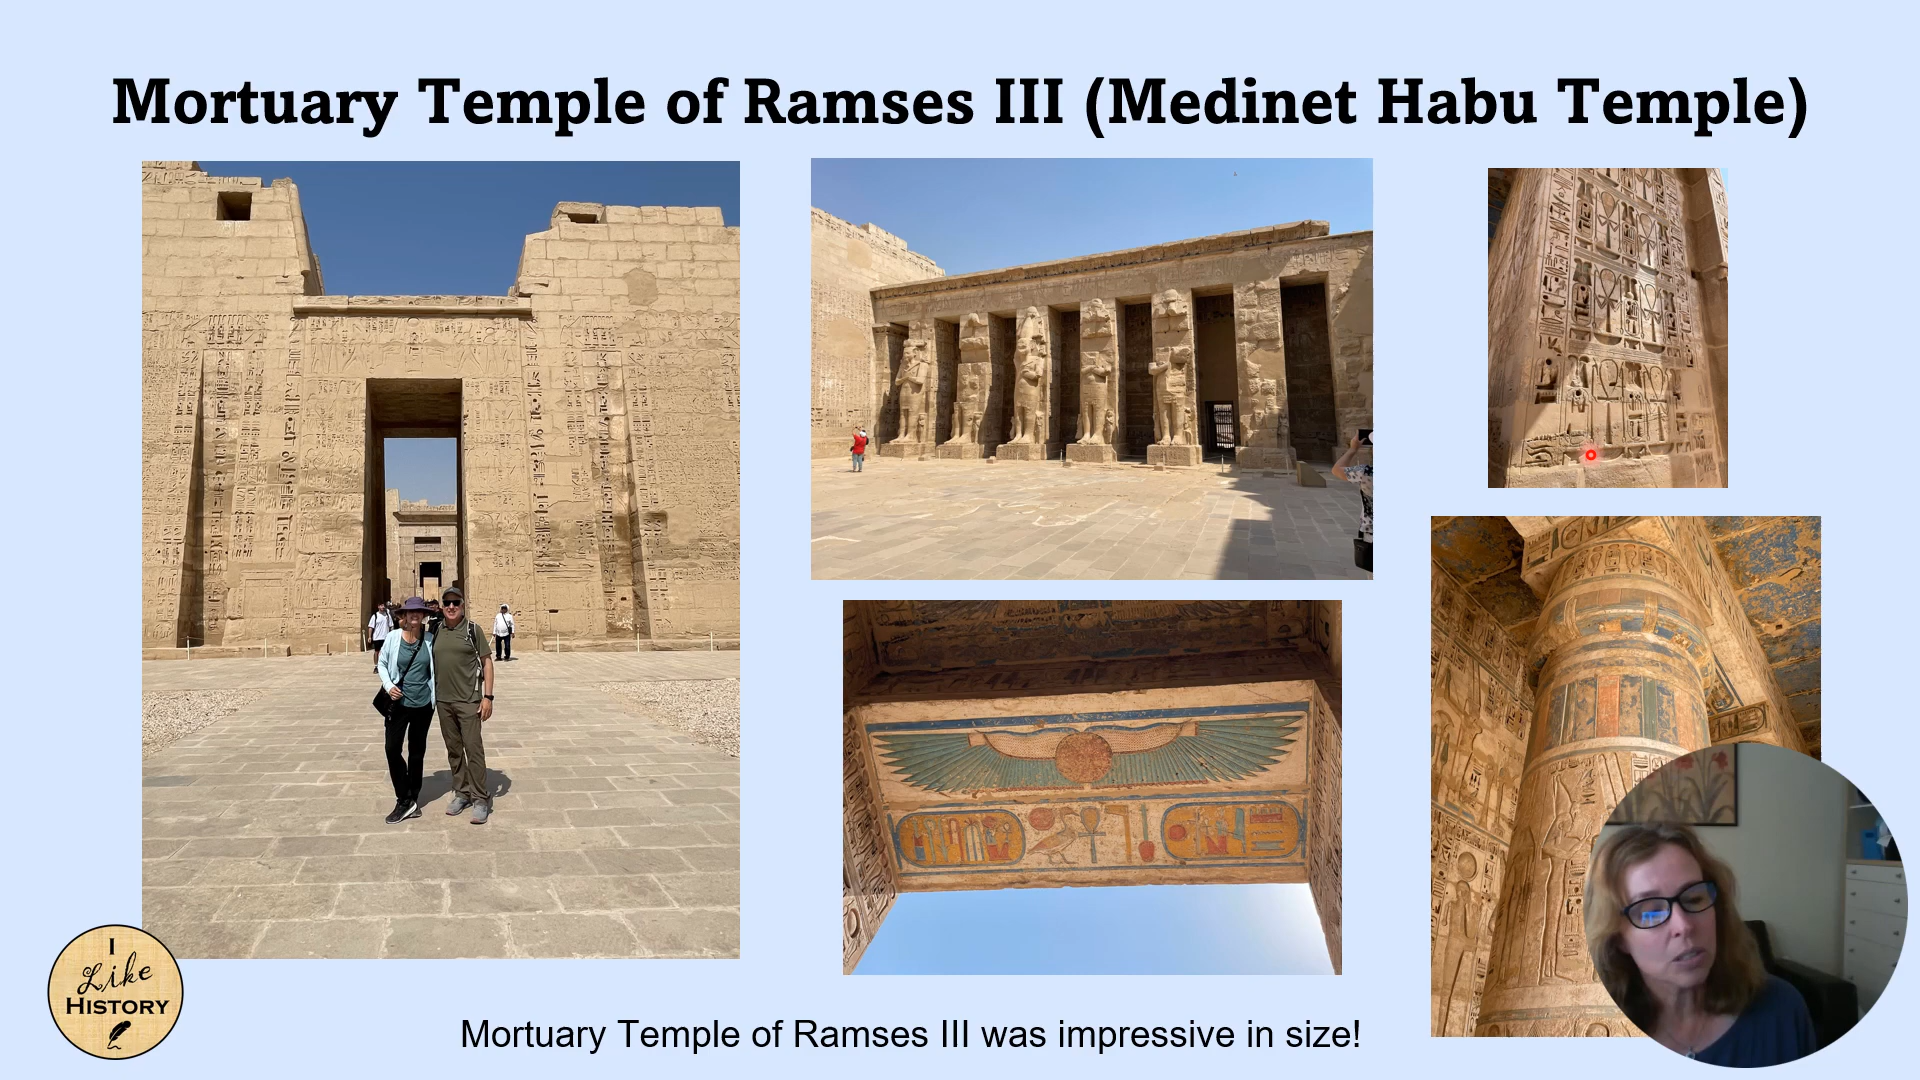 Mortuary Temple of Ramses III (Medinet Habu Temple)
I
Like
HISTORY
Mortuary Temple of Ramses III was impressive in size!